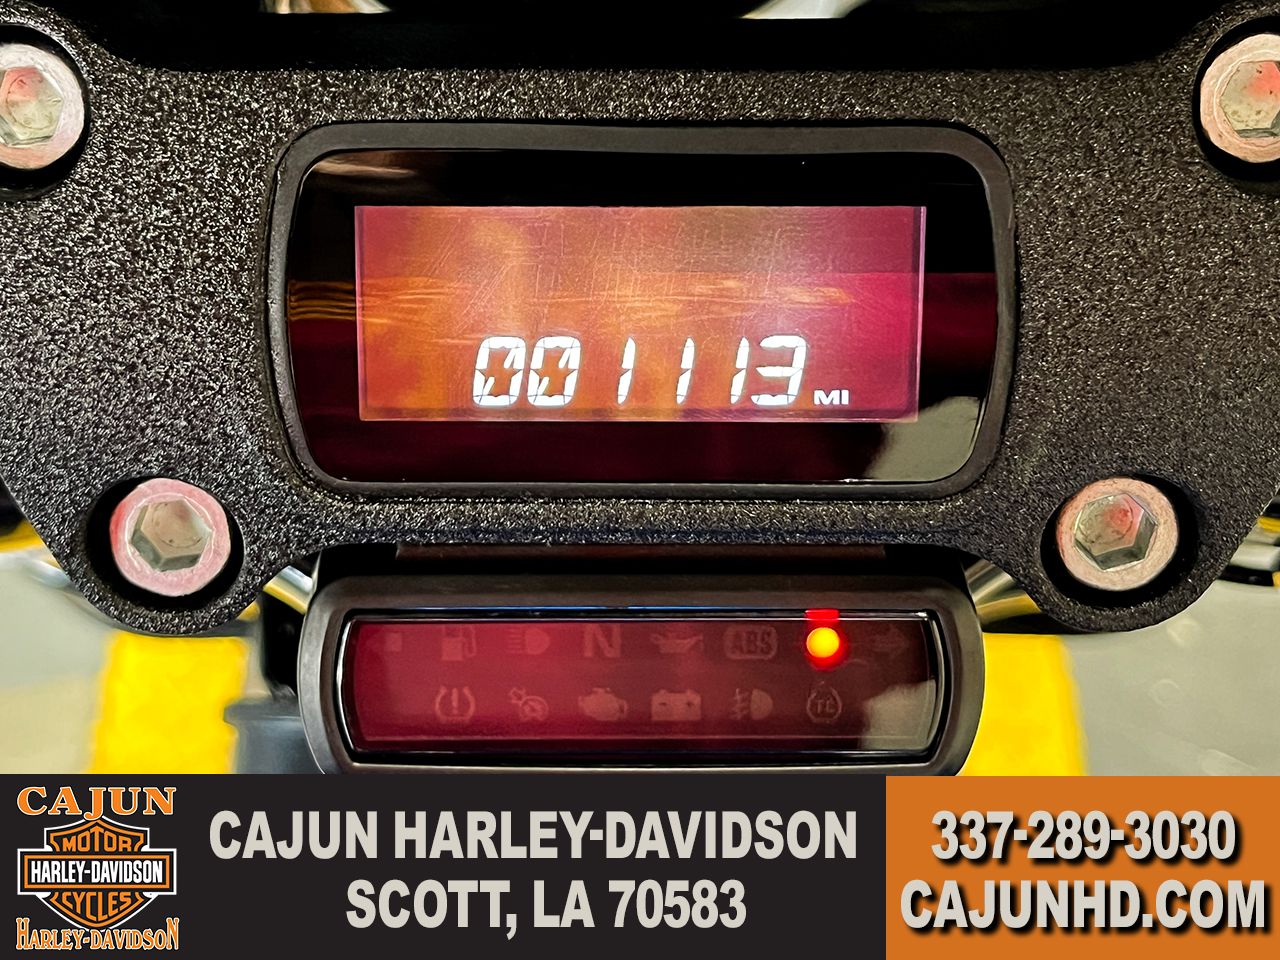 001113 MI
N
ABS
TC
CAJUN
MOTOR
HARLEY-DAVIDSON
CYCLES
HARLEY-DAVIDSON
CAJUN HARLEY-DAVIDSON
SCOTT, LA 70583
337-289-3030
CAJUNHD.COM